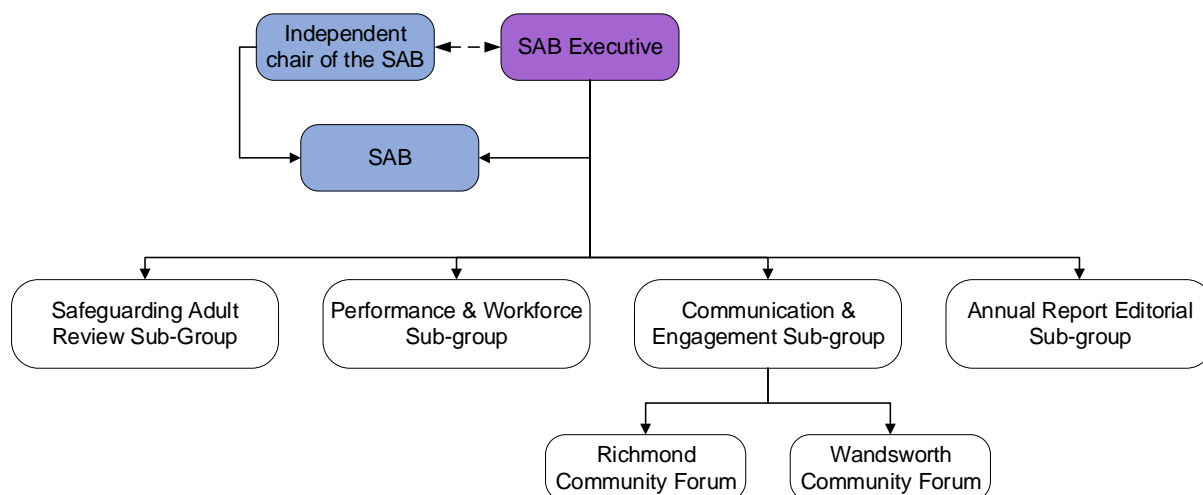 Independent
chair of the SAB
SAB Executive
SAB
Safeguarding Adult
Review Sub-Group
Performance & Workforce
Sub-group
Communication &
Engagement Sub-group
Annual Report Editorial
Sub-group
Richmond
Community Forum
Wandsworth
Community Forum